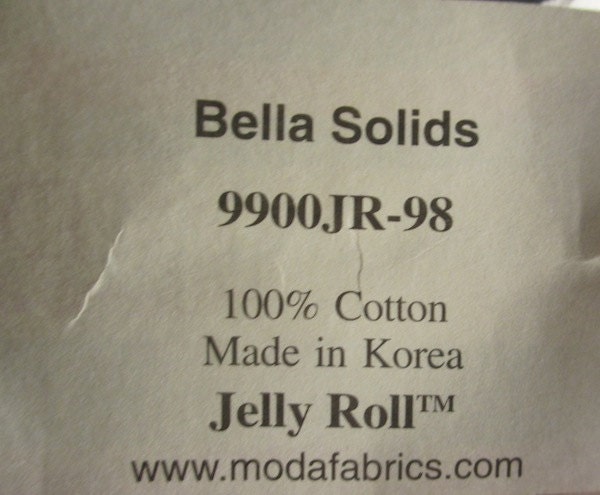 Bella Solids
9900JR-98
100% Cotton
Made in Korea
Jelly Roll™
www.modafabrics.com